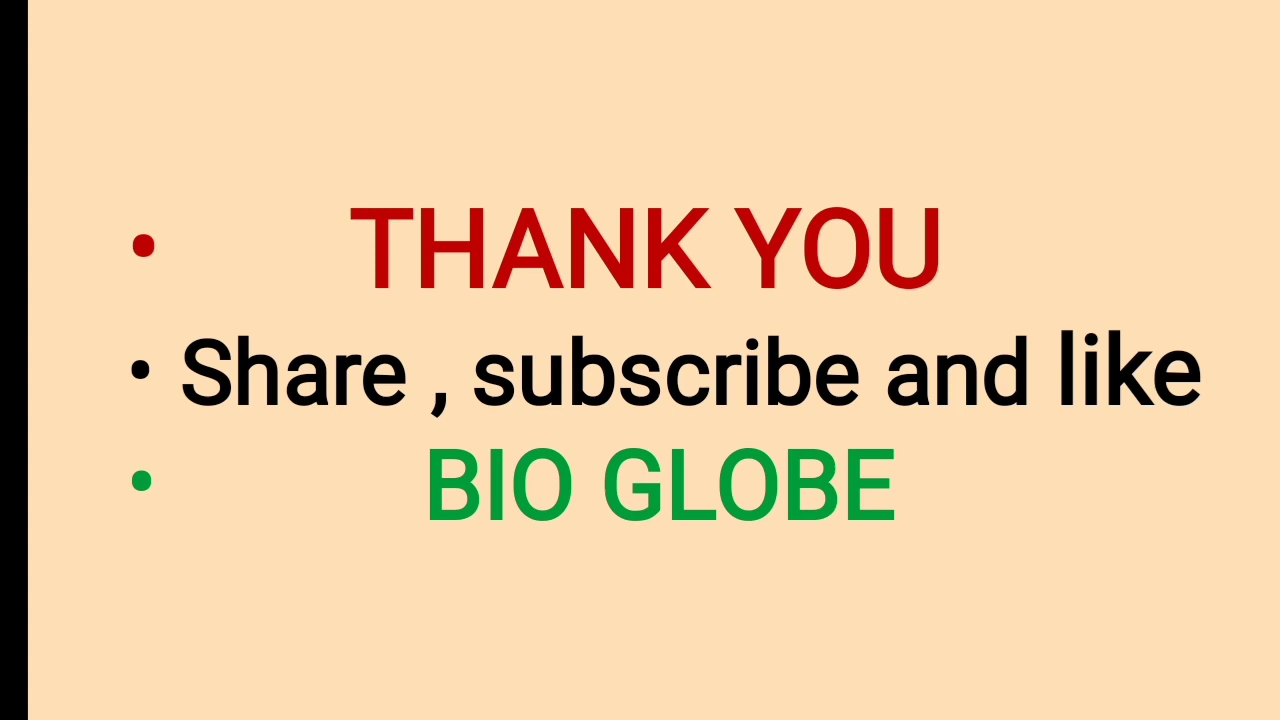 • THANK YOU
• Share , subscribe and like
• BIO GLOBE